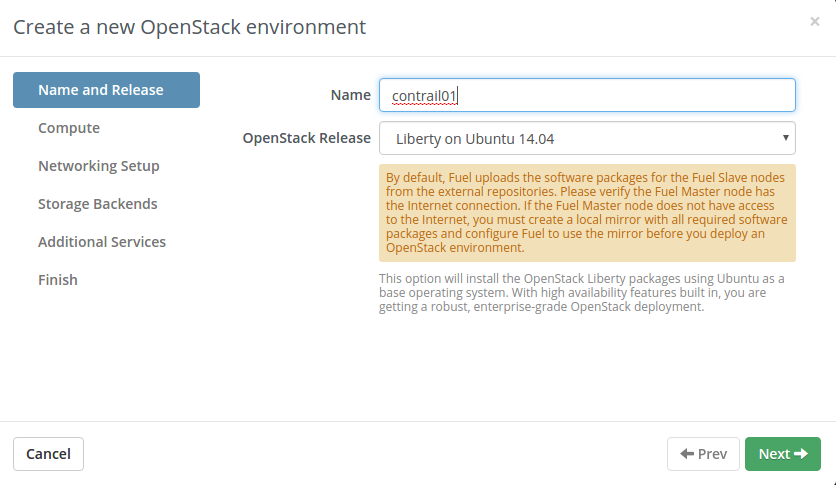 Create a new OpenStack environment
×
Name and Release
Compute
Networking Setup
Storage Backends
Additional Services
Finish
Name
contrail01
OpenStack Release
Liberty on Ubuntu 14.04
By default, Fuel uploads the software packages for the Fuel Slave nodes
from the external repositories. Please verify the Fuel Master node has
the Internet connection. If the Fuel Master node does not have access
to the Internet, you must create a local mirror with all required software
packages and configure Fuel to use the mirror before you deploy an
OpenStack environment.
This option will install the OpenStack Liberty packages using Ubuntu as a
base operating system. With high availability features built in, you are
getting a robust, enterprise-grade OpenStack deployment.
Cancel
Prev
Next